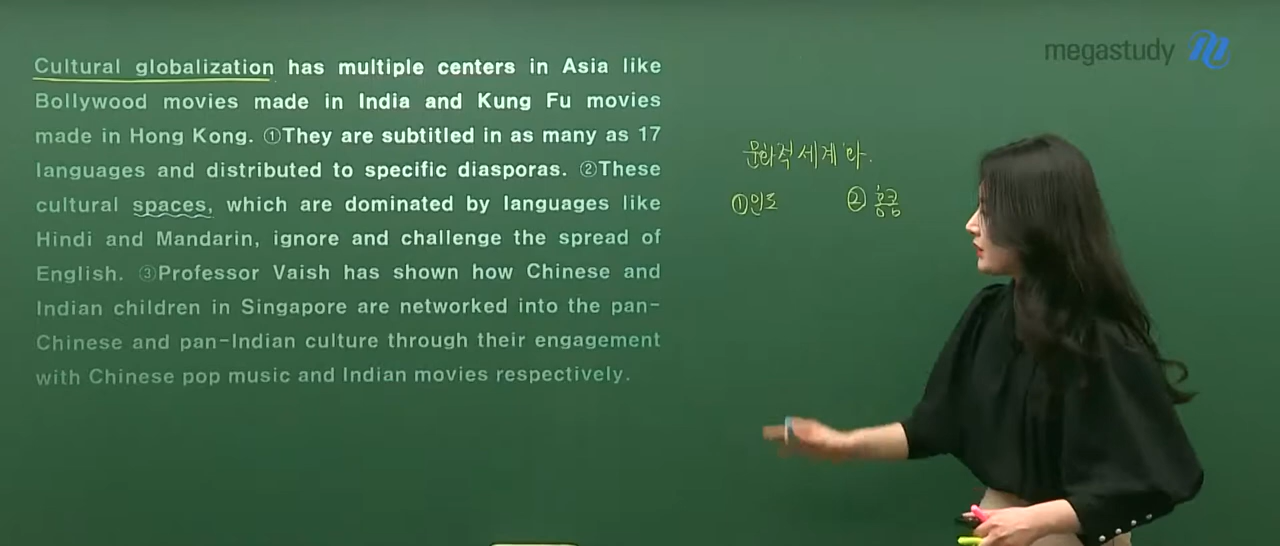 megastudy
Cultural globalization has multiple centers in Asia like
Bollywood movies made in India and Kung Fu movies
made in Hong Kong. ①They are subtitled in as many as 17
languages and distributed to specific diasporas. ②These
cultural spaces, which are dominated by languages like
Hindi and Mandarin, ignore and challenge the spread of
English. ③Professor Vaish has shown how Chinese and
Indian children in Singapore are networked into the pan-
Chinese and pan-Indian culture through their engagement
with Chinese pop music and Indian movies respectively.
문화적 세계화.
①인도 ②홍콩